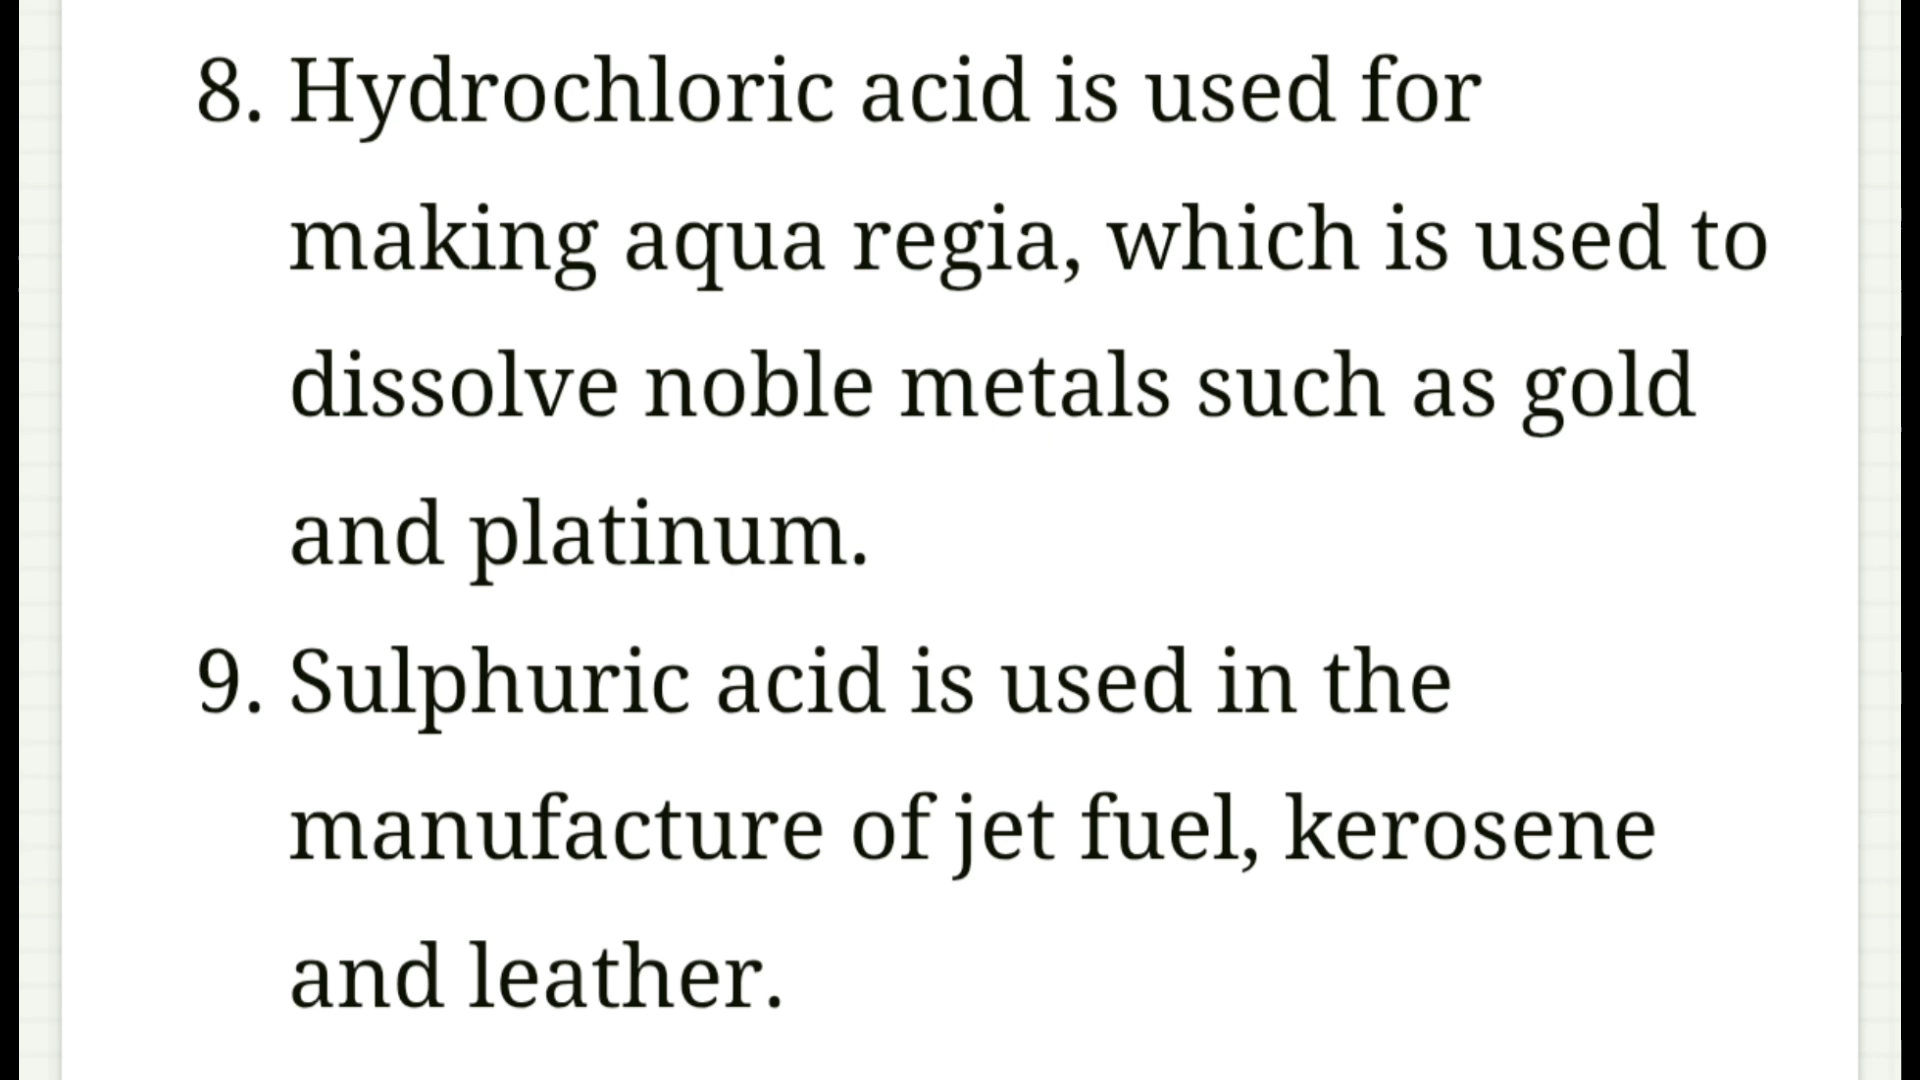 8. Hydrochloric acid is used for
making aqua regia, which is used to
dissolve noble metals such as gold
and platinum.
9. Sulphuric acid is used in the
manufacture of jet fuel, kerosene
and leather.